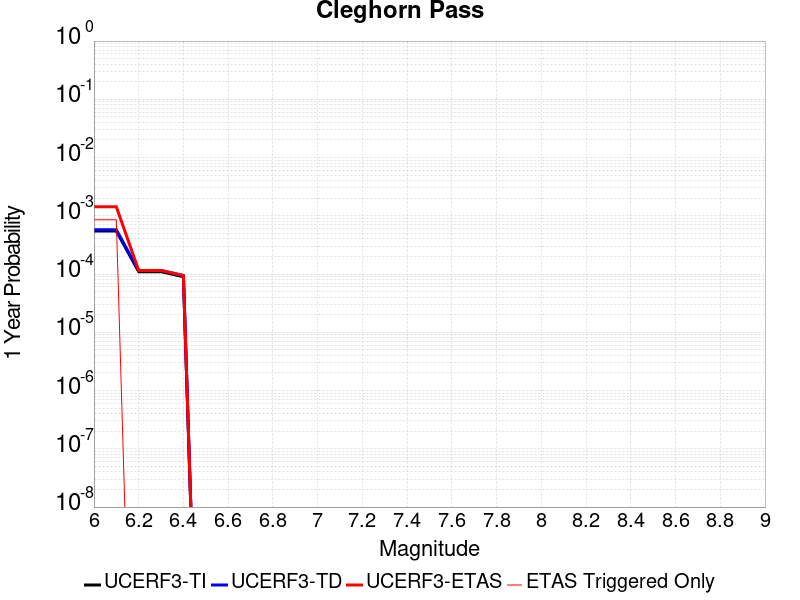 Cleghorn Pass
10^0
10^-1
10^-2
10^-3
10^-4
10^-5
10^-6
10^-7
10^-8
1 Year Probability
6 6.2 6.4 6.6 6.8 7 7.2 7.4 7.6 7.8 8 8.2 8.4 8.6 8.8 9
Magnitude
UCERF3-TI UCERF3-TD UCERF3-ETAS ETAS Triggered Only